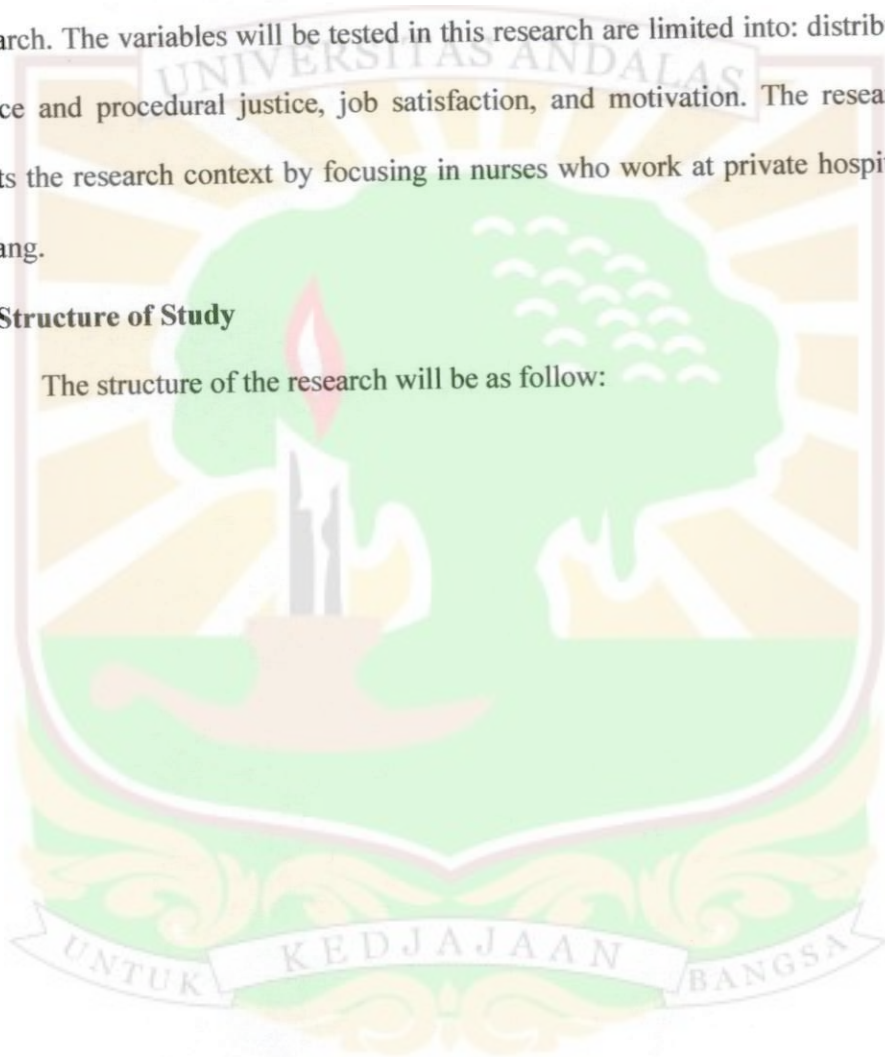 arch. The variables will be tested in this research are limited into: distrib
ce and procedural justice, job satisfaction, and motivation. The resea
ts the research context by focusing in nurses who work at private hospi
ang.
Structure of Study
The structure of the research will be as follow:
UNIVERSITAS ANDALAS
UNTUK KEDJAJAAN BANGSA